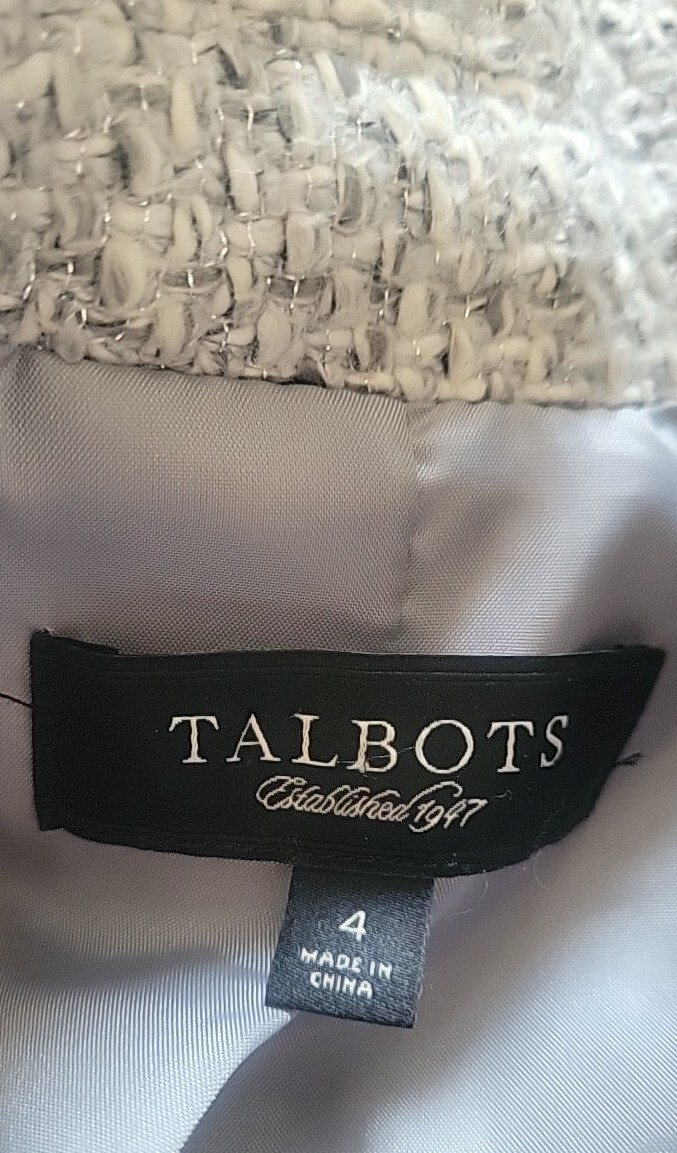 TALBOTS
Established 1947
4
MADE IN
CHINA